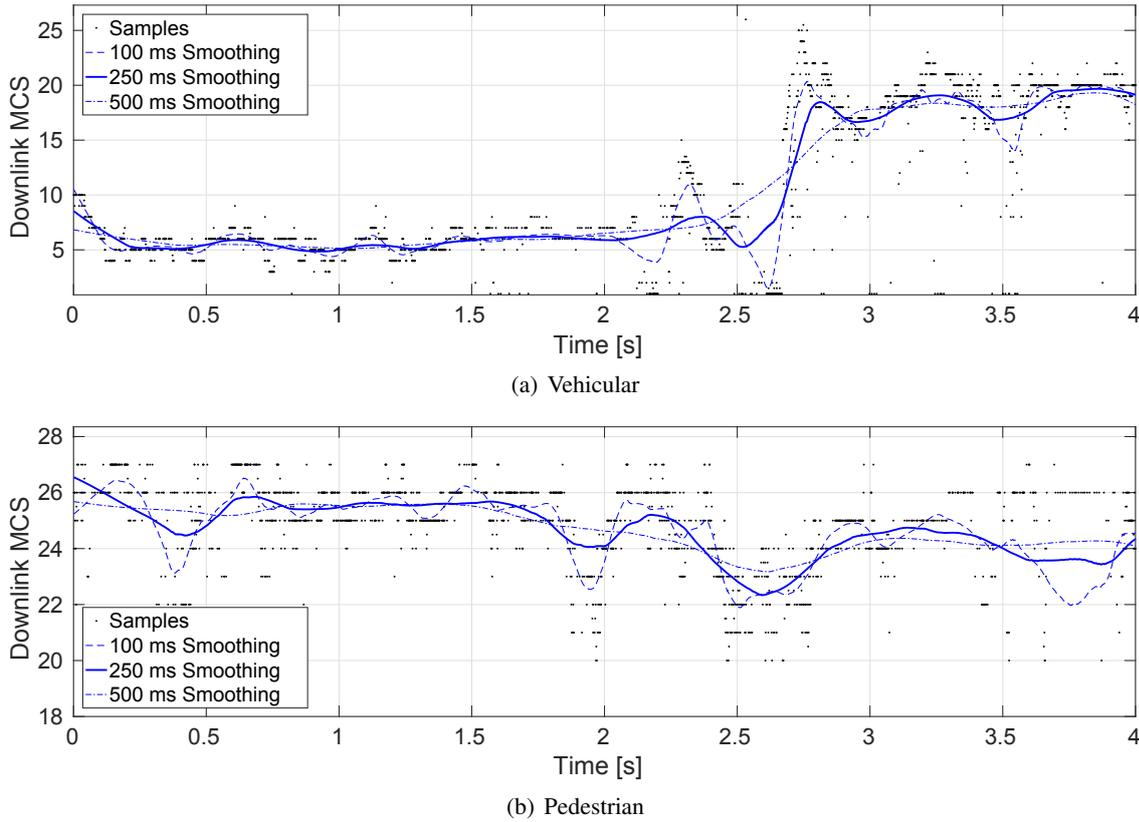 Downlink MCS
25
20
15
10
5
Samples
100 ms Smoothing
250 ms Smoothing
500 ms Smoothing
0 0.5 1 1.5 2 2.5 3 3.5 4
Time [s]
(a) Vehicular
Downlink MCS
28
26
24
22
20
18
Samples
100 ms Smoothing
250 ms Smoothing
500 ms Smoothing
0 0.5 1 1.5 2 2.5 3 3.5 4
Time [s]
(b) Pedestrian